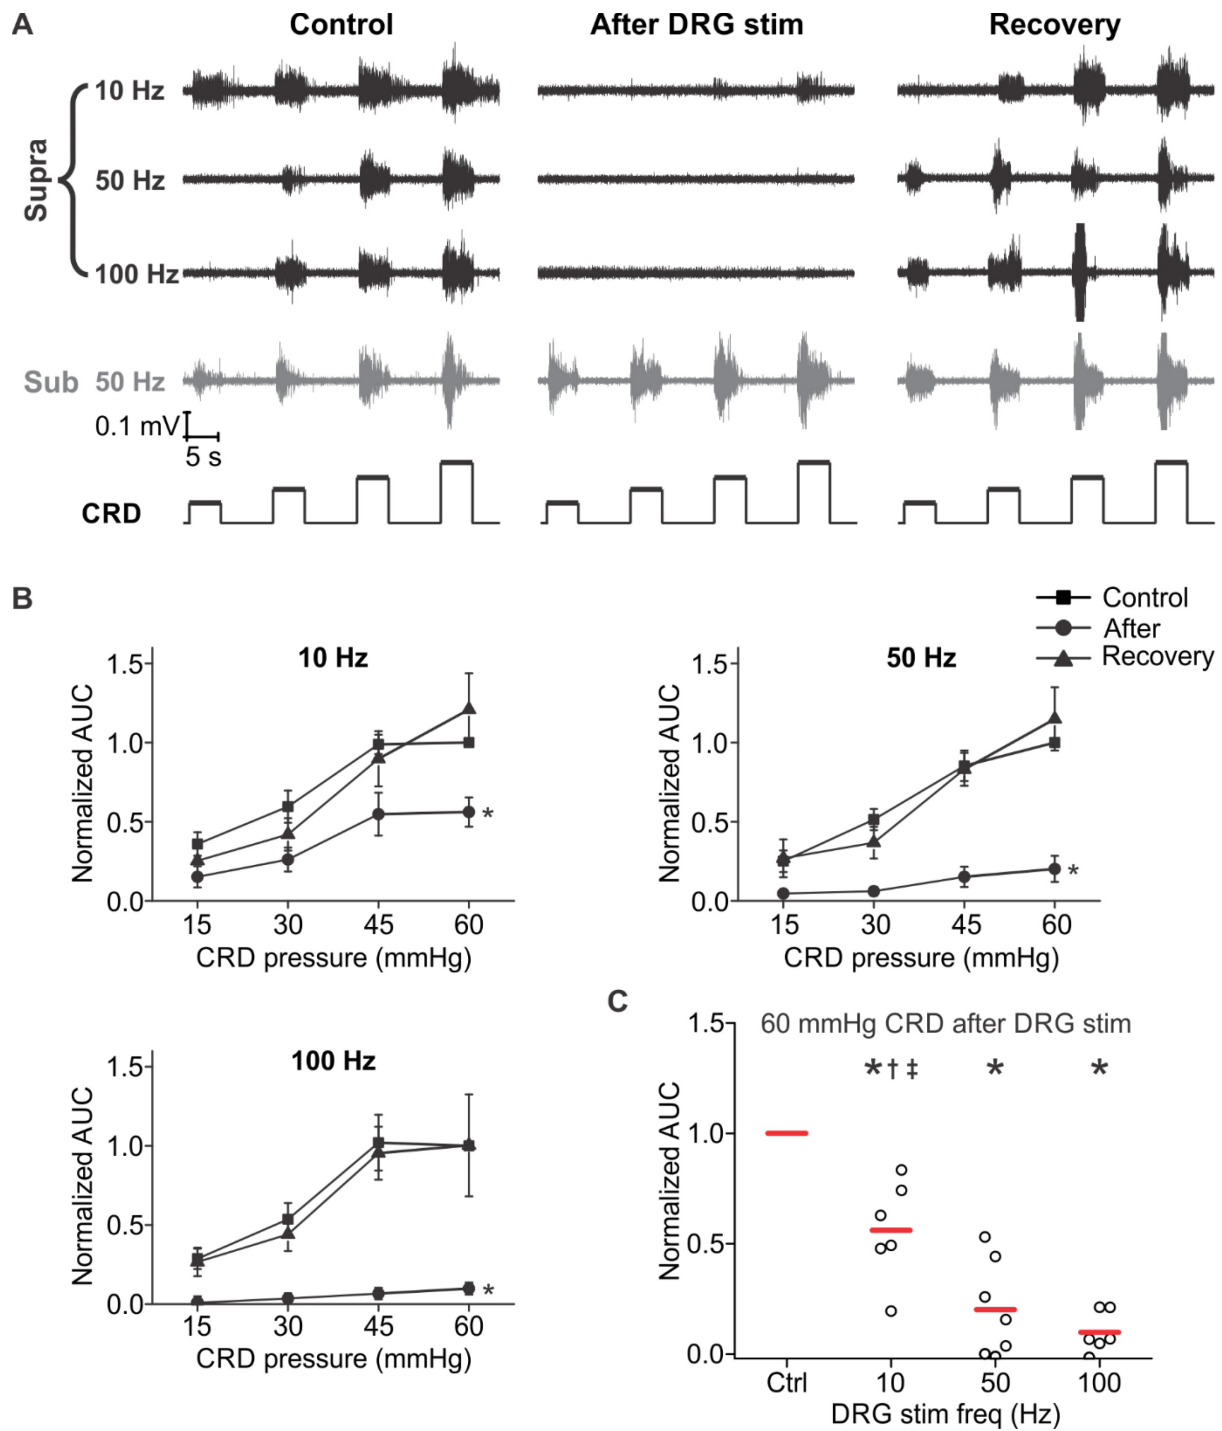 A
Control After DRG stim Recovery
Supra
10 Hz
50 Hz
100 Hz
Sub 50 Hz
0.1 mV
5 s
CRD
B
Control
After
Recovery
10 Hz
Normalized AUC
1.5
1.0
0.5
0.0
15 30 45 60
CRD pressure (mmHg)
50 Hz
Normalized AUC
1.5
1.0
0.5
0.0
*
*
15 30 45 60
CRD pressure (mmHg)
100 Hz
Normalized AUC
1.5
1.0
0.5
0.0
*
15 30 45 60
CRD pressure (mmHg)
C
60 mmHg CRD after DRG stim
* † ‡ * *
Normalized AUC
1.5
1.0
0.5
0.0
Ctrl 10 50 100
DRG stim freq (Hz)